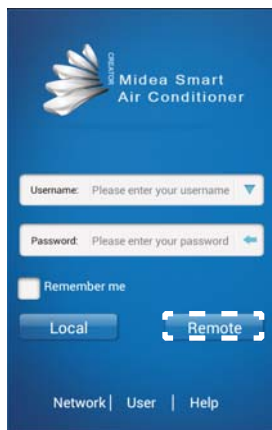 CREATOR
Midea Smart
Air Conditioner
Username: Please enter your username
Password: Please enter your password
Remember me
Local Remote
Network| User | Help